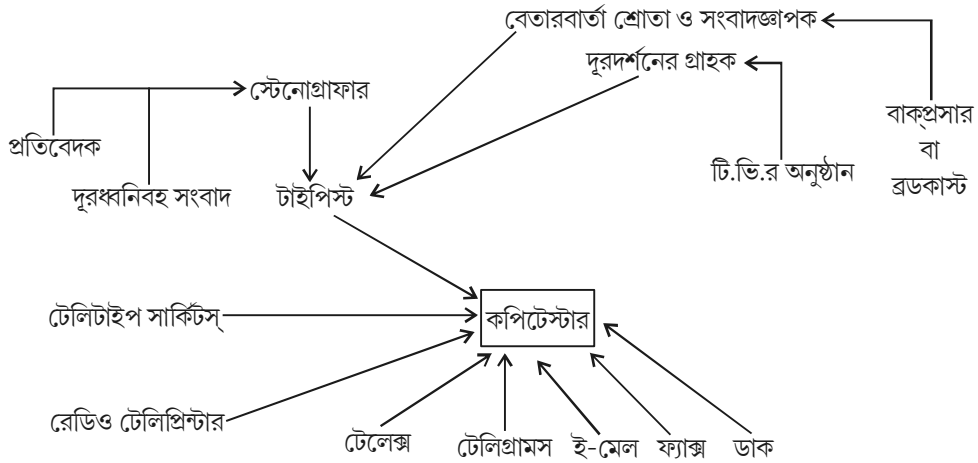 বেতারবার্তা শ্রোতা ও সংবাদজ্ঞাপক
দূরদর্শনের গ্রাহক
স্টেনোগ্রাফার
বাক্‌প্রসার
বা
ব্রডকাস্ট
প্রতিবেদক
টি.ভি.র অনুষ্ঠান
দূরধ্বনিবহ সংবাদ
টাইপিস্ট
টেলিটাইপ সার্কিটস্
কপিটেস্টার
রেডিও টেলিপ্রিন্টার
টেলেক্স
টেলিগ্রামস
ই-মেল
ফ্যাক্স
ডাক